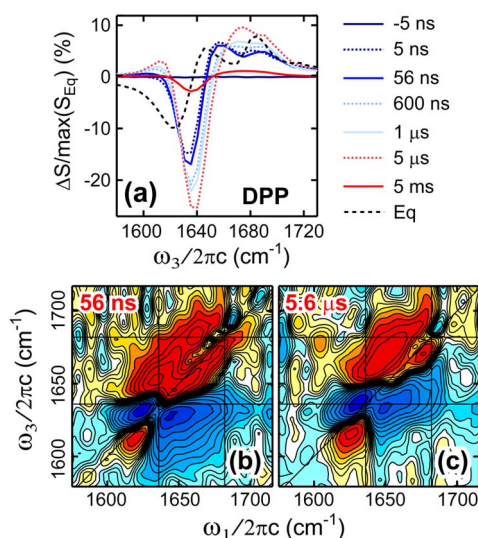 ΔS/max(S_Eq) (%)
10
0
-10
-20
(a)
DPP
1600 1640 1680 1720
ω₃/2πc (cm⁻¹)
-5 ns
5 ns
56 ns
600 ns
1 μs
5 μs
5 ms
Eq
ω₃/2πc (cm⁻¹)
1700
1650
1600
56 ns
(b)
5.6 μs
(c)
1600 1650 1700
1600 1650 1700
ω₁/2πc (cm⁻¹)